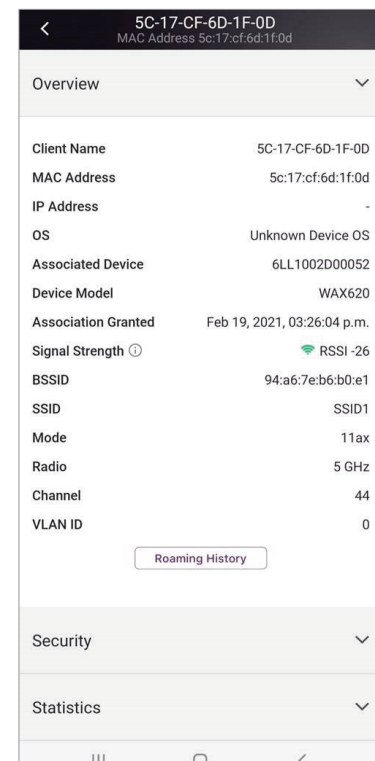 5C-17-CF-6D-1F-0D
MAC Address 5c:17:cf:6d:1f:0d
Overview
Client Name 5C-17-CF-6D-1F-0D
MAC Address 5c:17:cf:6d:1f:0d
IP Address -
OS Unknown Device OS
Associated Device 6LL1002D00052
Device Model WAX620
Association Granted Feb 19, 2021, 03:26:04 p.m.
Signal Strength RSSI -26
BSSID 94:a6:7e:b6:b0:e1
SSID SSID1
Mode 11ax
Radio 5 GHz
Channel 44
VLAN ID 0
Roaming History
Security
Statistics